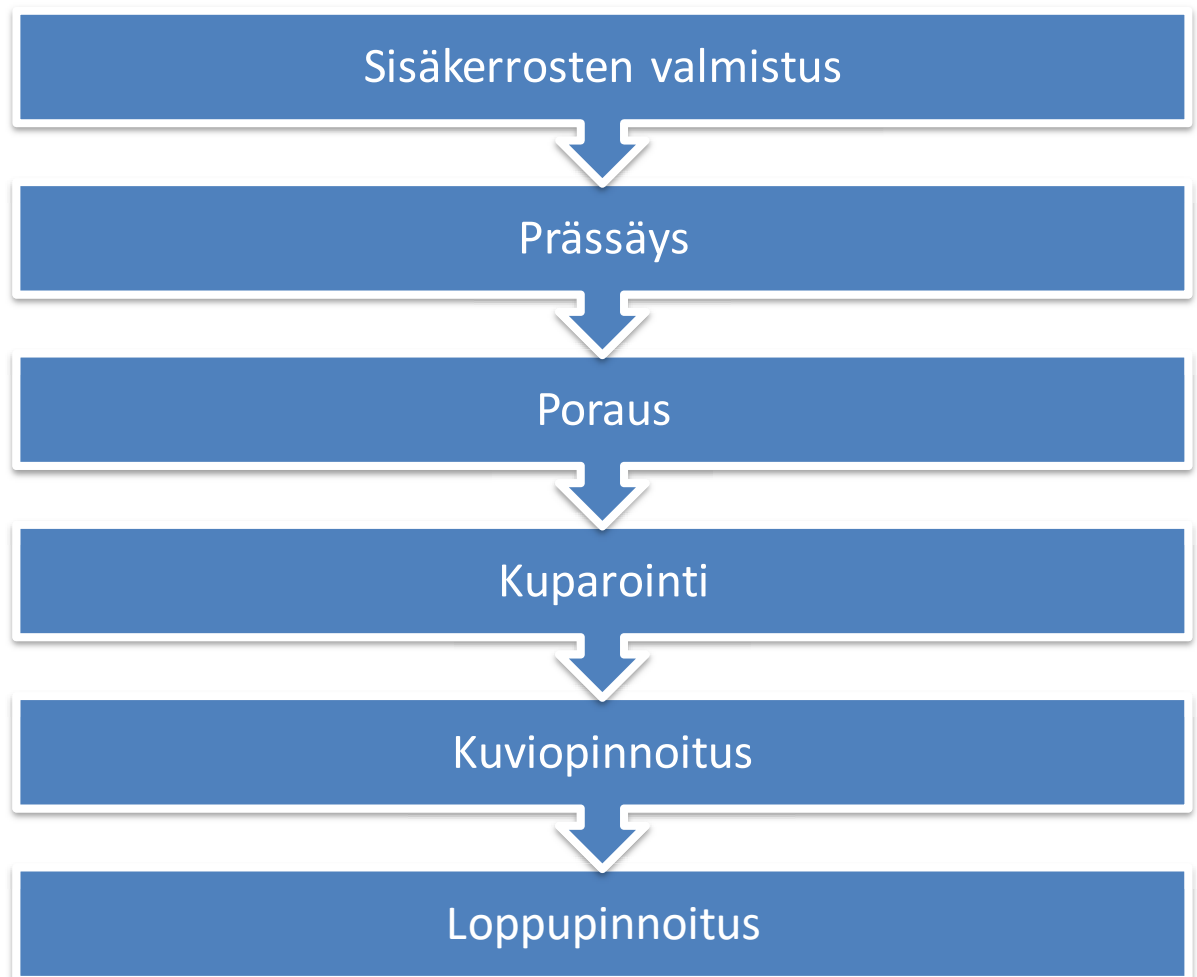 Sisäkerrosten valmistus
Prässäys
Poraus
Kuparointi
Kuviopinnoitus
Loppupinnoitus